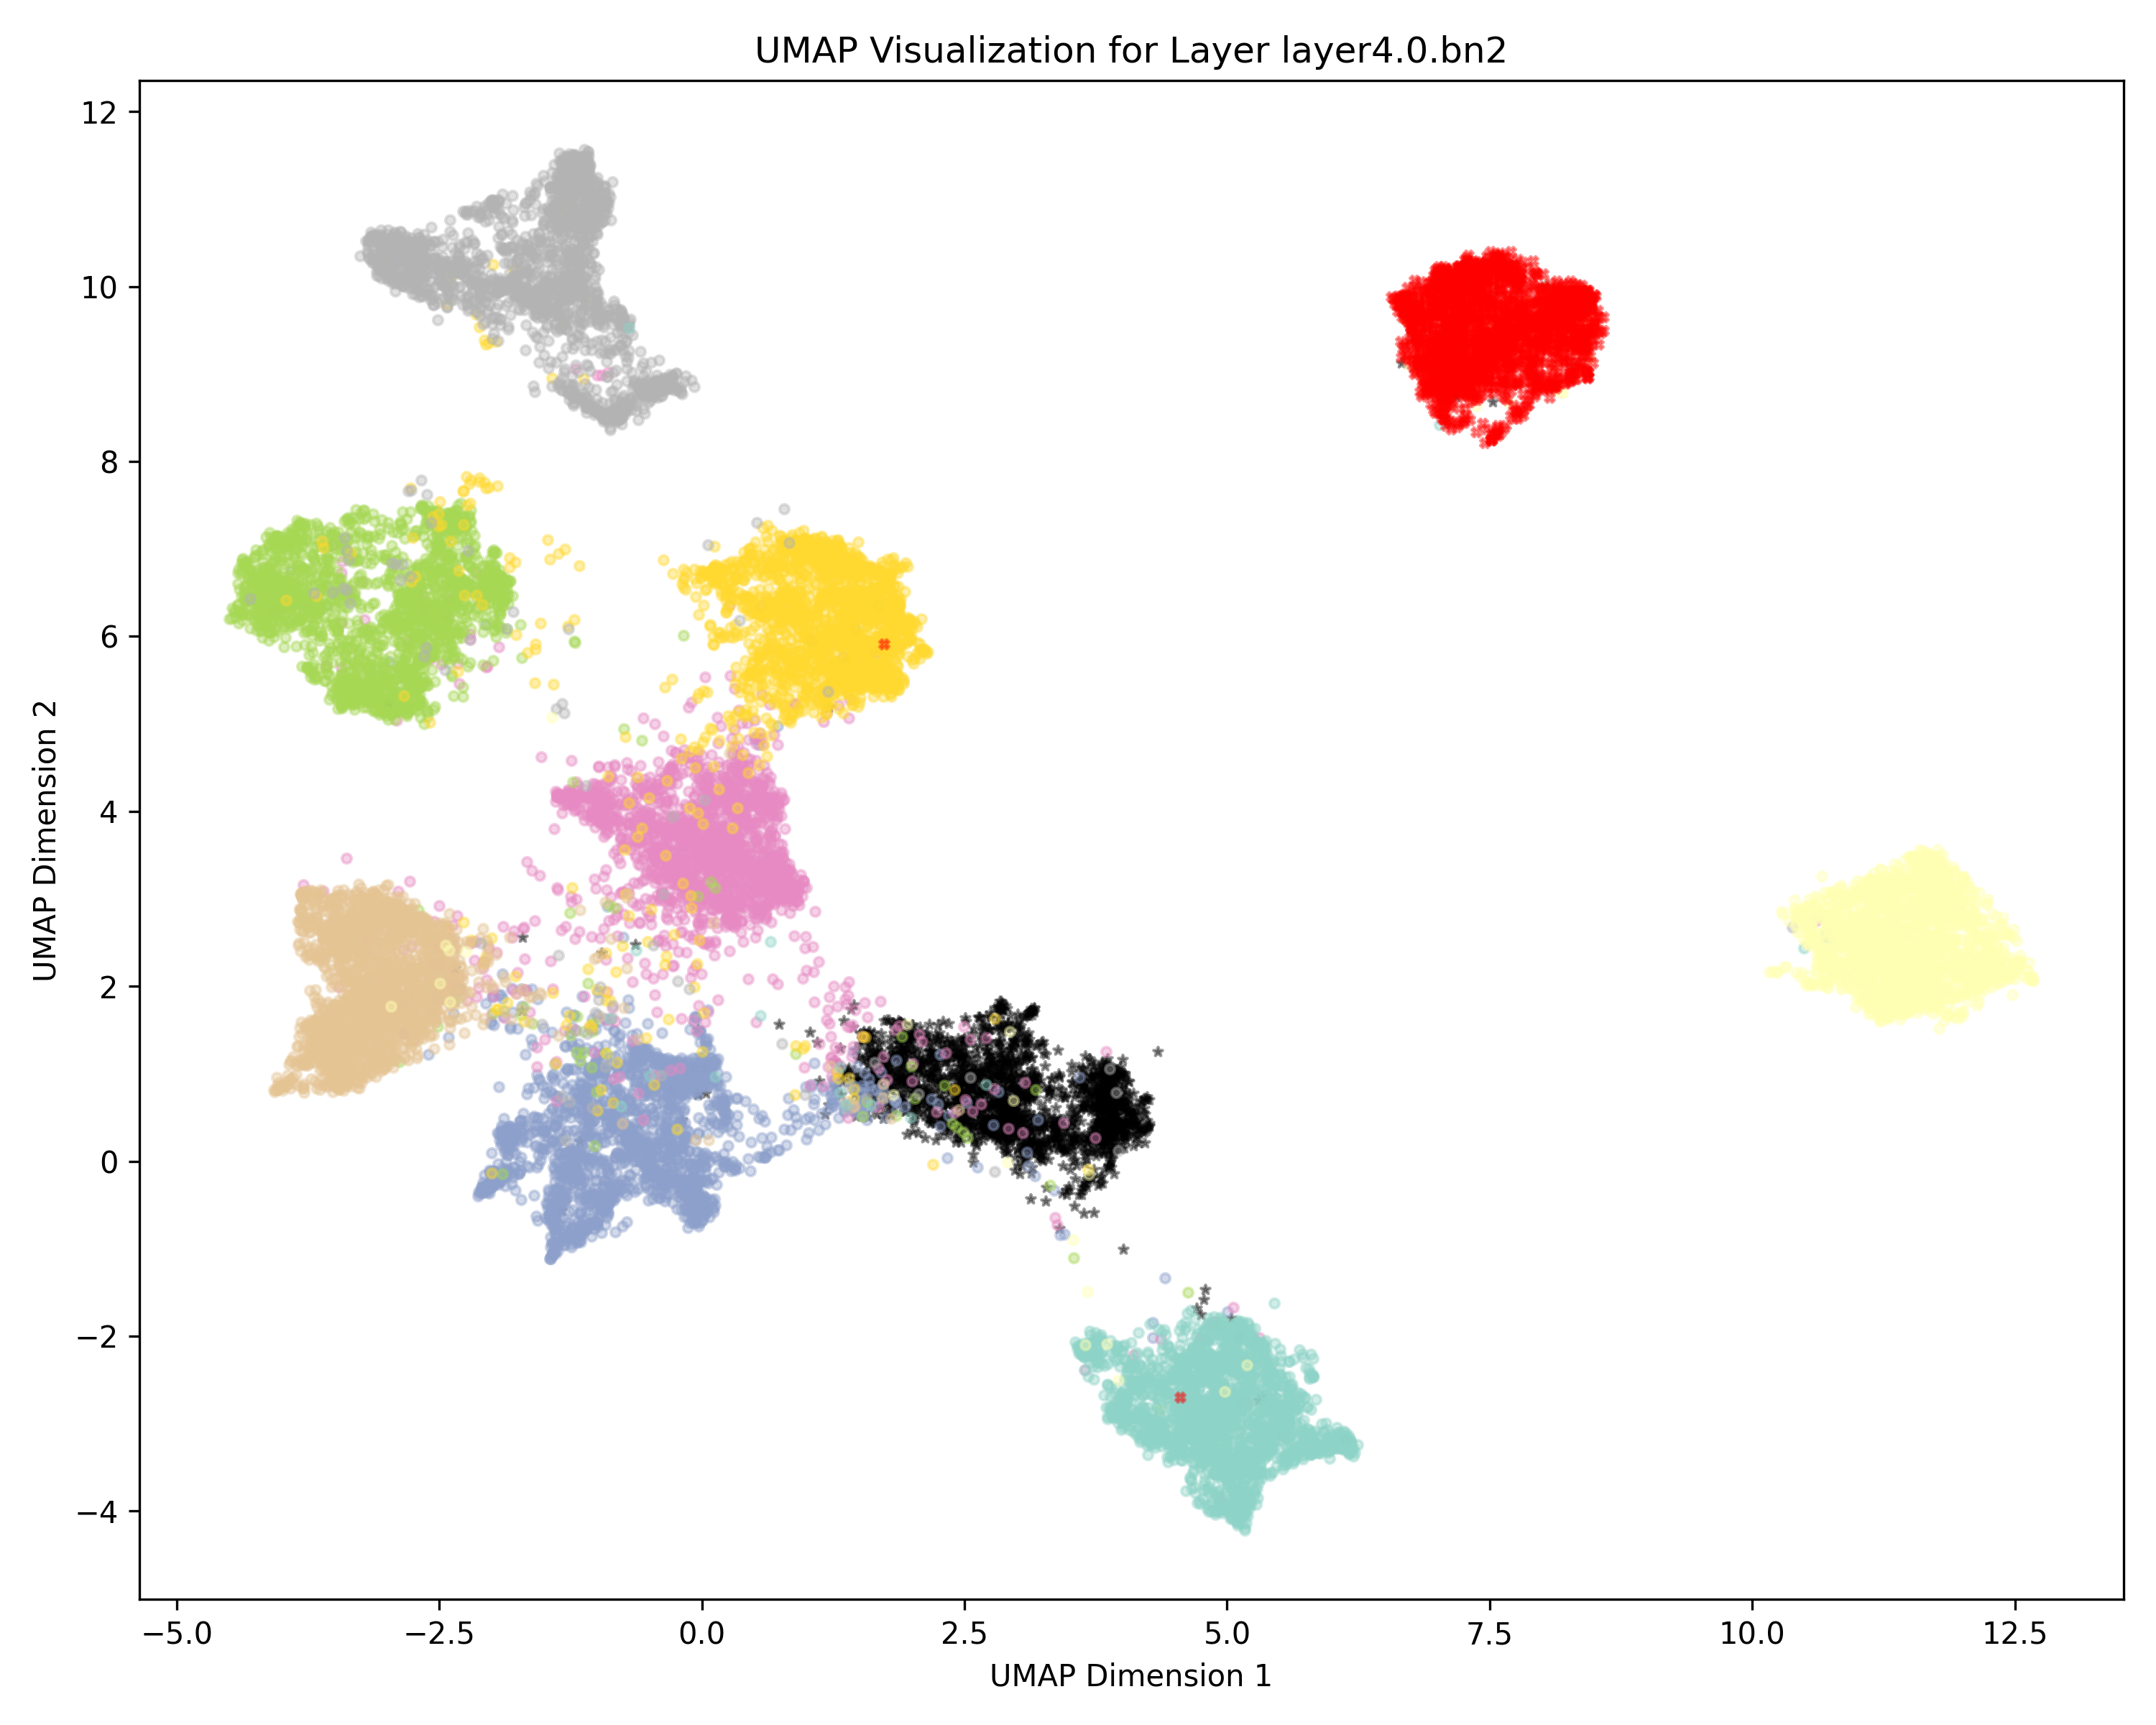 UMAP Visualization for Layer layer4.0.bn2
12
10
8
6
4
2
0
−2
−4
UMAP Dimension 2
−5.0 −2.5 0.0 2.5 5.0 7.5 10.0 12.5
UMAP Dimension 1